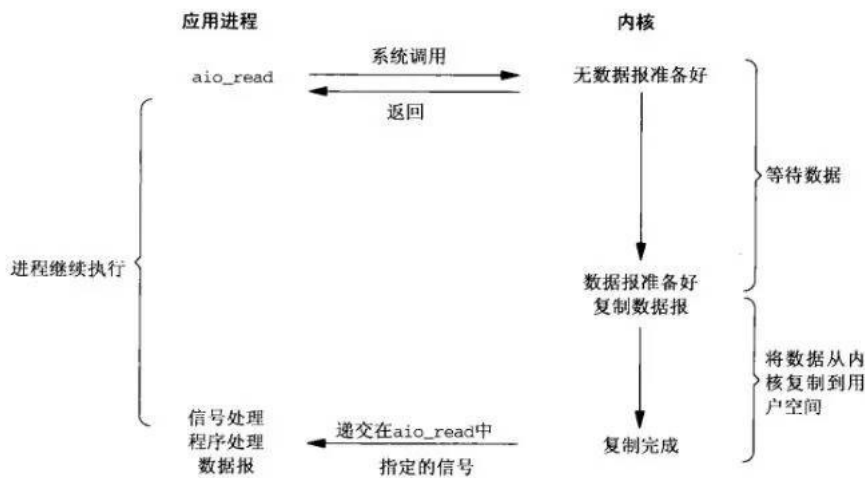 应用进程
内核
系统调用
aio_read
无数据报准备好
返回
等待数据
进程继续执行
数据报准备好
复制数据报
将数据从内
核复制到用
户空间
信号处理
程序处理
数据报
递交在aio_read中
指定的信号
复制完成